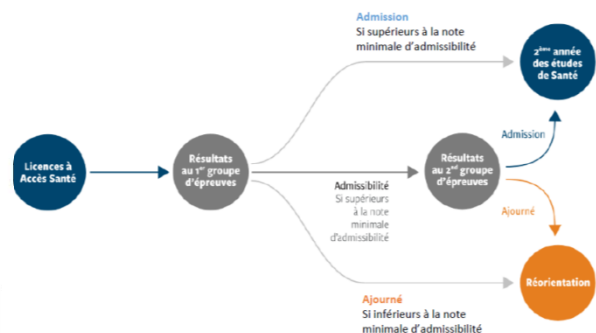 Admission
Si supérieurs à la note
minimale d'admissibilité
2ème année
des études
de Santé
Licences à
Accès Santé
Résultats
au 1er groupe
d'épreuves
Admissibilité
Si supérieurs
à la note
minimale
d'admissibilité
Résultats
au 2nd groupe
d'épreuves
Admission
Ajourné
Réorientation
Ajourné
Si inférieurs à la note
minimale d'admissibilité